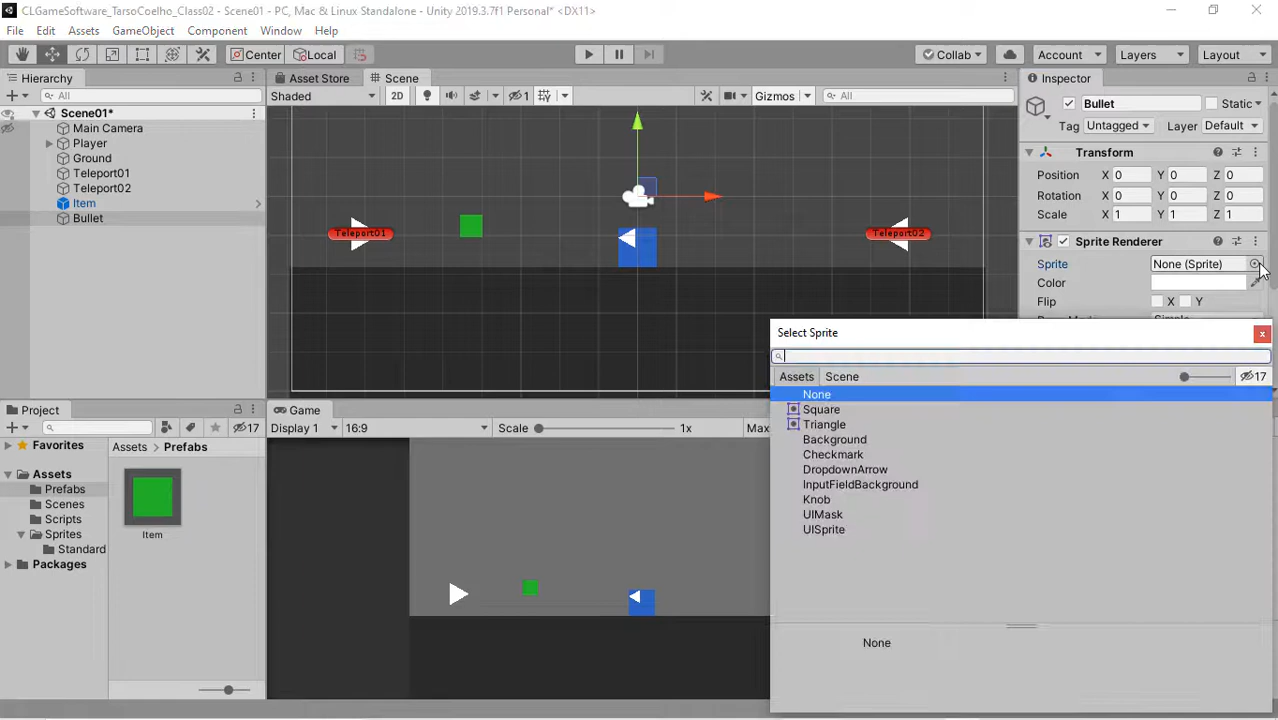 CLGameSoftware_TarsoCoelho_Class02 - Scene01 - PC, Mac & Linux Standalone - Unity 2019.3.7f1 Personal* <DX11>
File Edit Assets GameObject Component Window Help
Center Local Collab Account Layers Layout
Hierarchy
All
Scene01*
Main Camera
Player
Ground
Teleport01
Teleport02
Item
Bullet
Asset Store Scene
Shaded 2D 1 Gizmos All
Teleport01
Teleport02
Inspector
Bullet Static
Tag Untagged Layer Default
Transform
Position X 0 Y 0 Z 0
Rotation X 0 Y 0 Z 0
Scale X 1 Y 1 Z 1
Sprite Renderer
Sprite None (Sprite)
Color
Flip X Y
Select Sprite
x
Assets Scene 17
None
Square
Triangle
Background
Checkmark
DropdownArrow
InputFieldBackground
Knob
UIMask
UISprite
None
Project
17
Favorites
Assets
Prefabs
Scenes
Scripts
Sprites
Standard
Packages
Assets > Prefabs
Item
Game
Display 1 16:9 Scale 1x Max